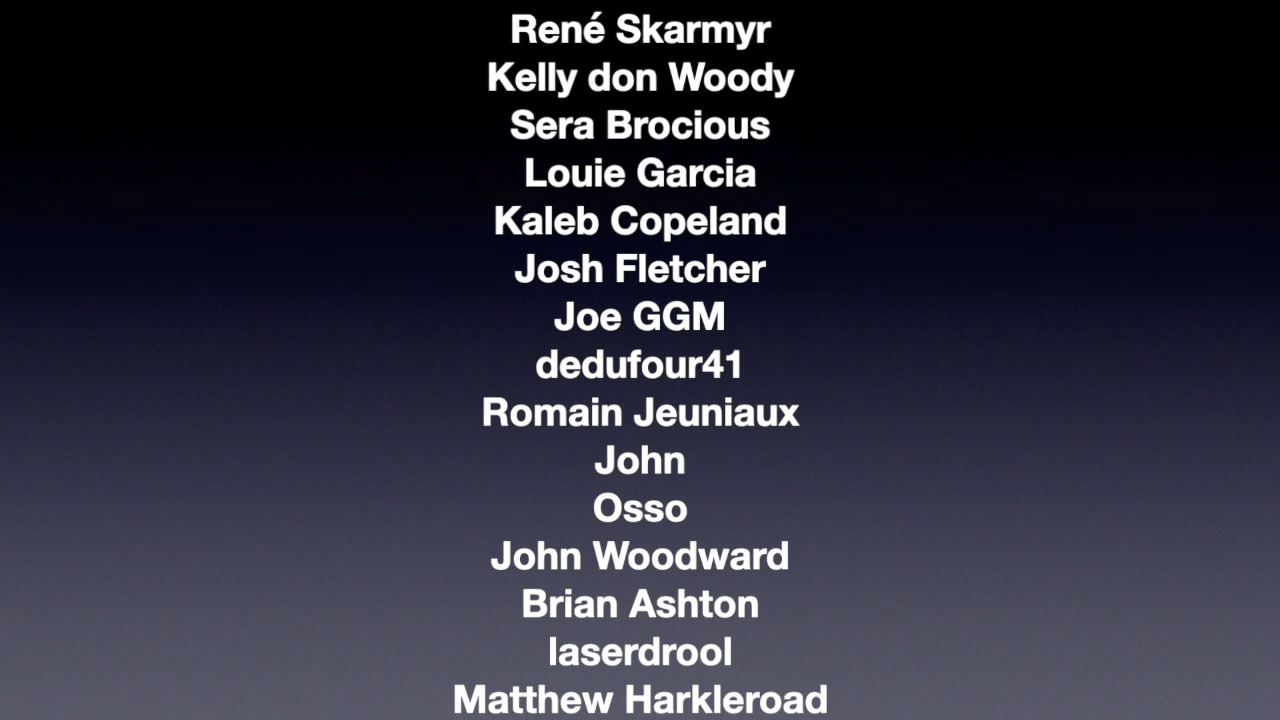 René Skarmyr
Kelly don Woody
Sera Brocious
Louie Garcia
Kaleb Copeland
Josh Fletcher
Joe GGM
dedufour41
Romain Jeuniaux
John
Osso
John Woodward
Brian Ashton
laserdrool
Matthew Harkleroad